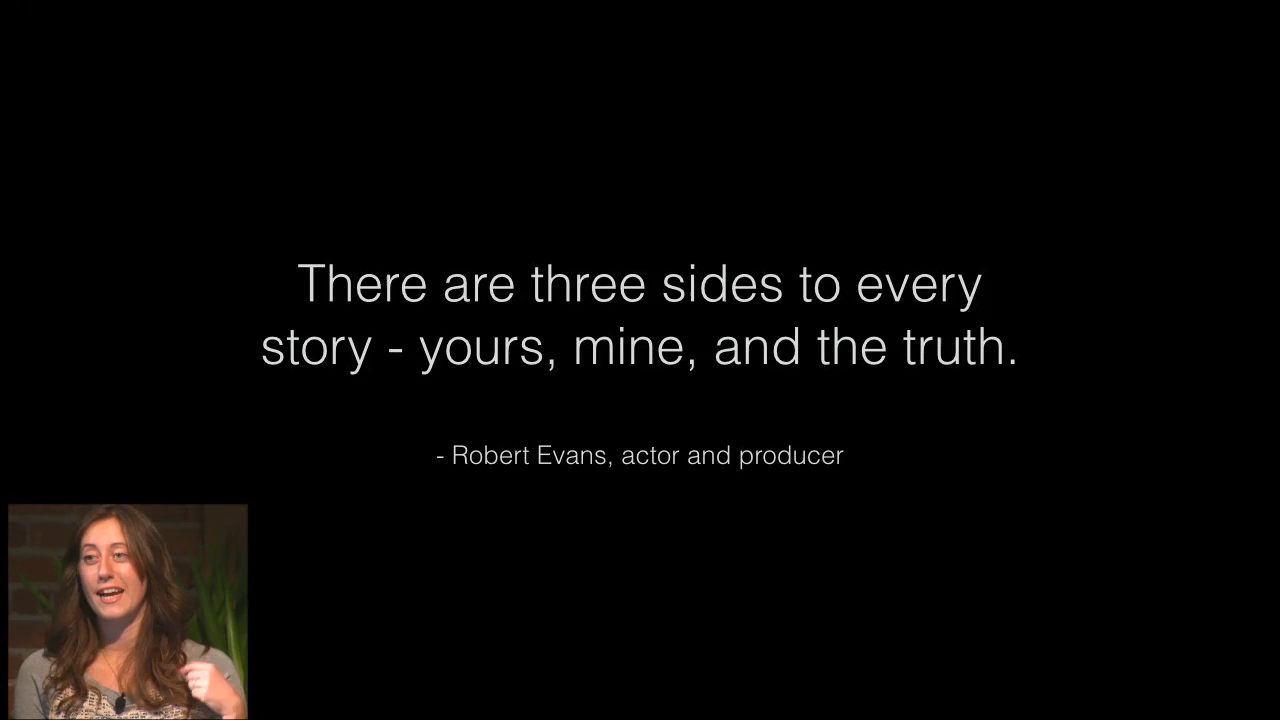 There are three sides to every
story - yours, mine, and the truth.
- Robert Evans, actor and producer